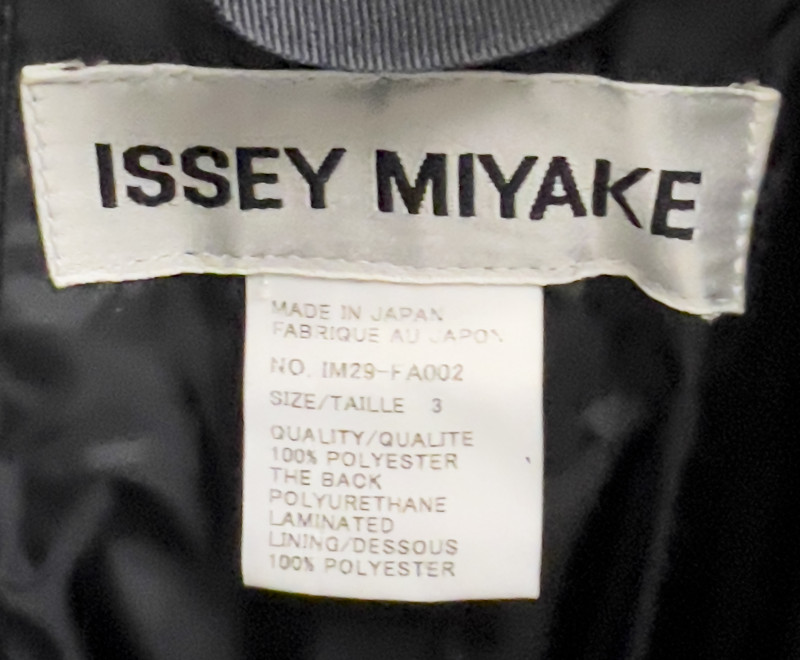 ISSEY MIYAKE
MADE IN JAPAN
FABRIQUE AU JAPON
NO. IM29-FA002
SIZE/TAILLE 3
QUALITY/QUALITE
100% POLYESTER
THE BACK
POLYURETHANE
LAMINATED
LINING/DESSOUS
100% POLYESTER